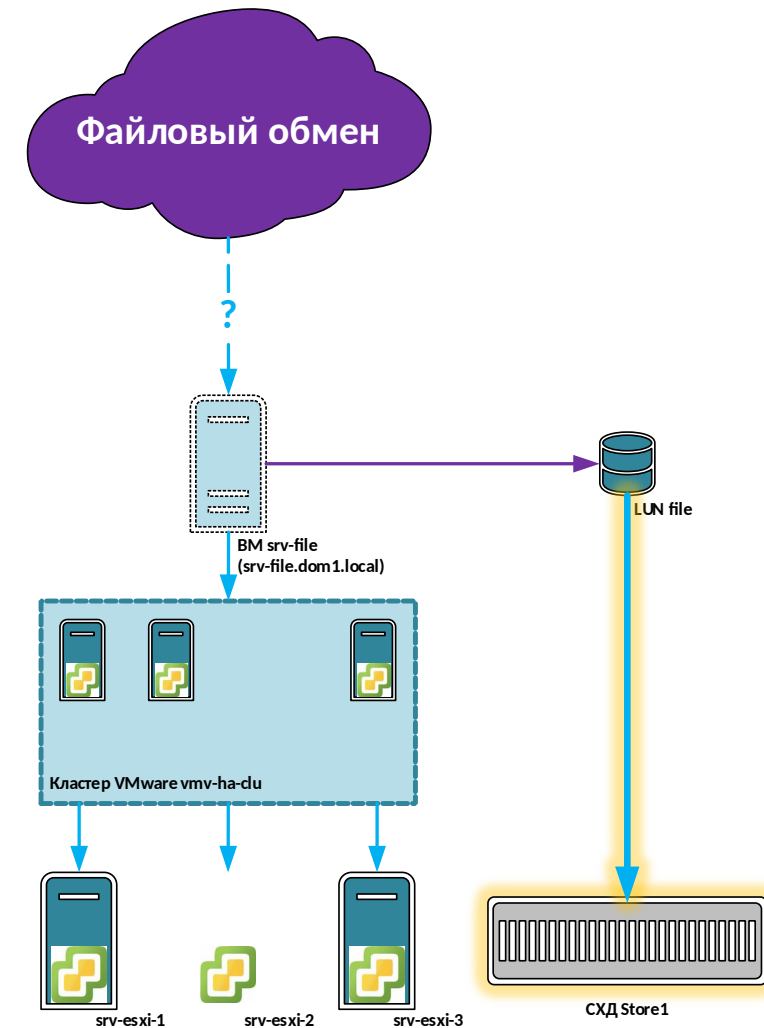 Файловый обмен
?
LUN file
ВМ srv-file
(srv-file.dom1.local)
Кластер VMware vmv-ha-clu
srv-esxi-1
srv-esxi-2
srv-esxi-3
СХД Store1